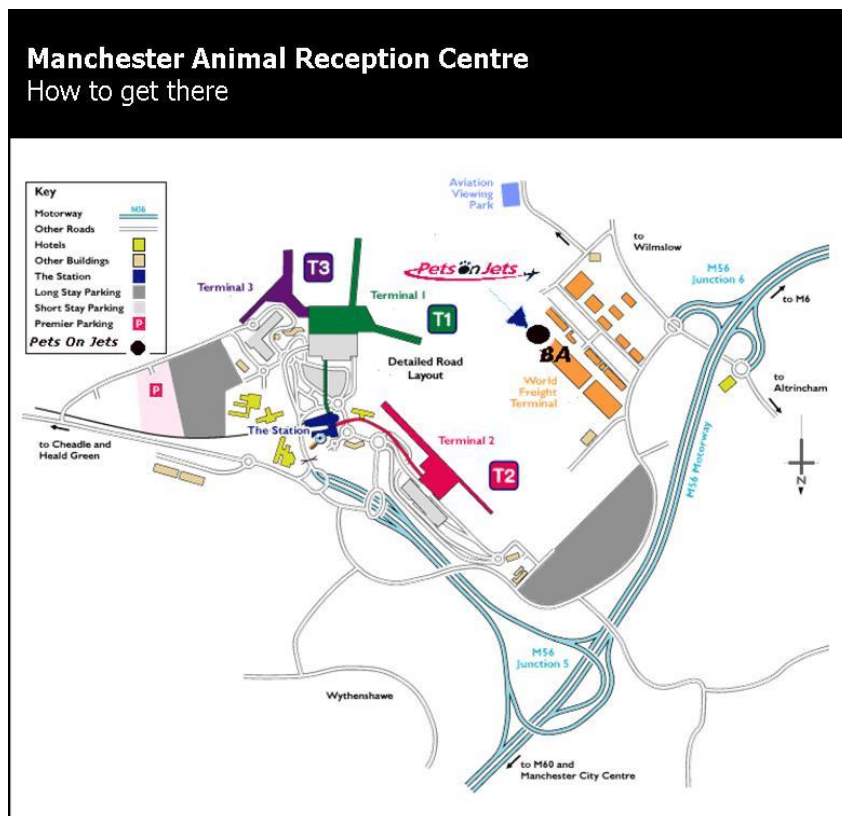 Manchester Animal Reception Centre
How to get there
Key
Motorway
M56
Other Roads
Hotels
Other Buildings
The Station
Long Stay Parking
Short Stay Parking
Premier Parking
P
Pets On Jets
Aviation
Viewing
Park
to
Wilmslow
M56
Junction 6
to M6
T3
Terminal 3
Terminal 1
T1
Pets On Jets
BA
Detailed Road
Layout
World
Freight
Terminal
to
Altrincham
P
The Station
Terminal 2
T2
to Cheadle and
Heald Green
M56 Motorway
N
M56
Junction 5
Wythenshawe
to M60 and
Manchester City Centre